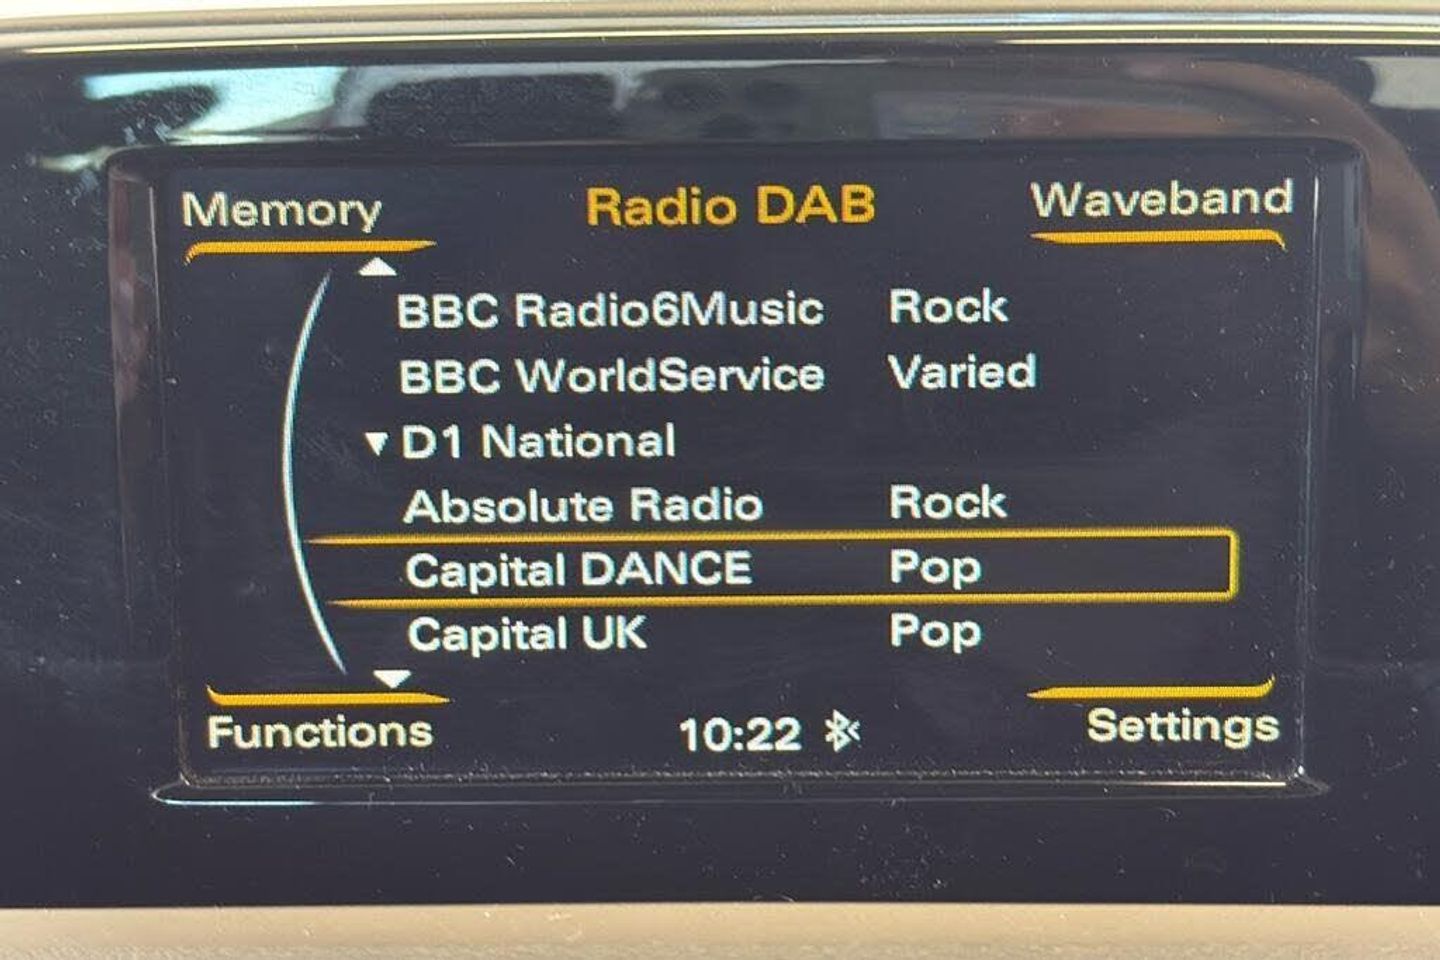 Memory Radio DAB Waveband
BBC Radio6Music Rock
BBC WorldService Varied
▼ D1 National
Absolute Radio Rock
Capital DANCE Pop
Capital UK Pop
Functions 10:22 Settings